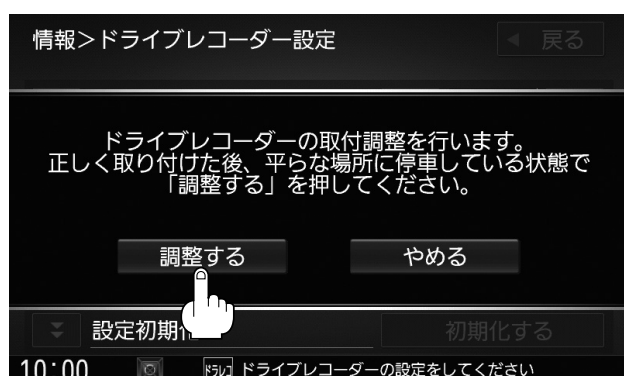 情報>ドライブレコーダー設定
戻る
ドライブレコーダーの取付調整を行います。
正しく取り付けた後、平らな場所に停車している状態で
「調整する」を押してください。
調整する
やめる
設定初期化
初期化する
10:00
ドラレコ ドライブレコーダーの設定をしてください